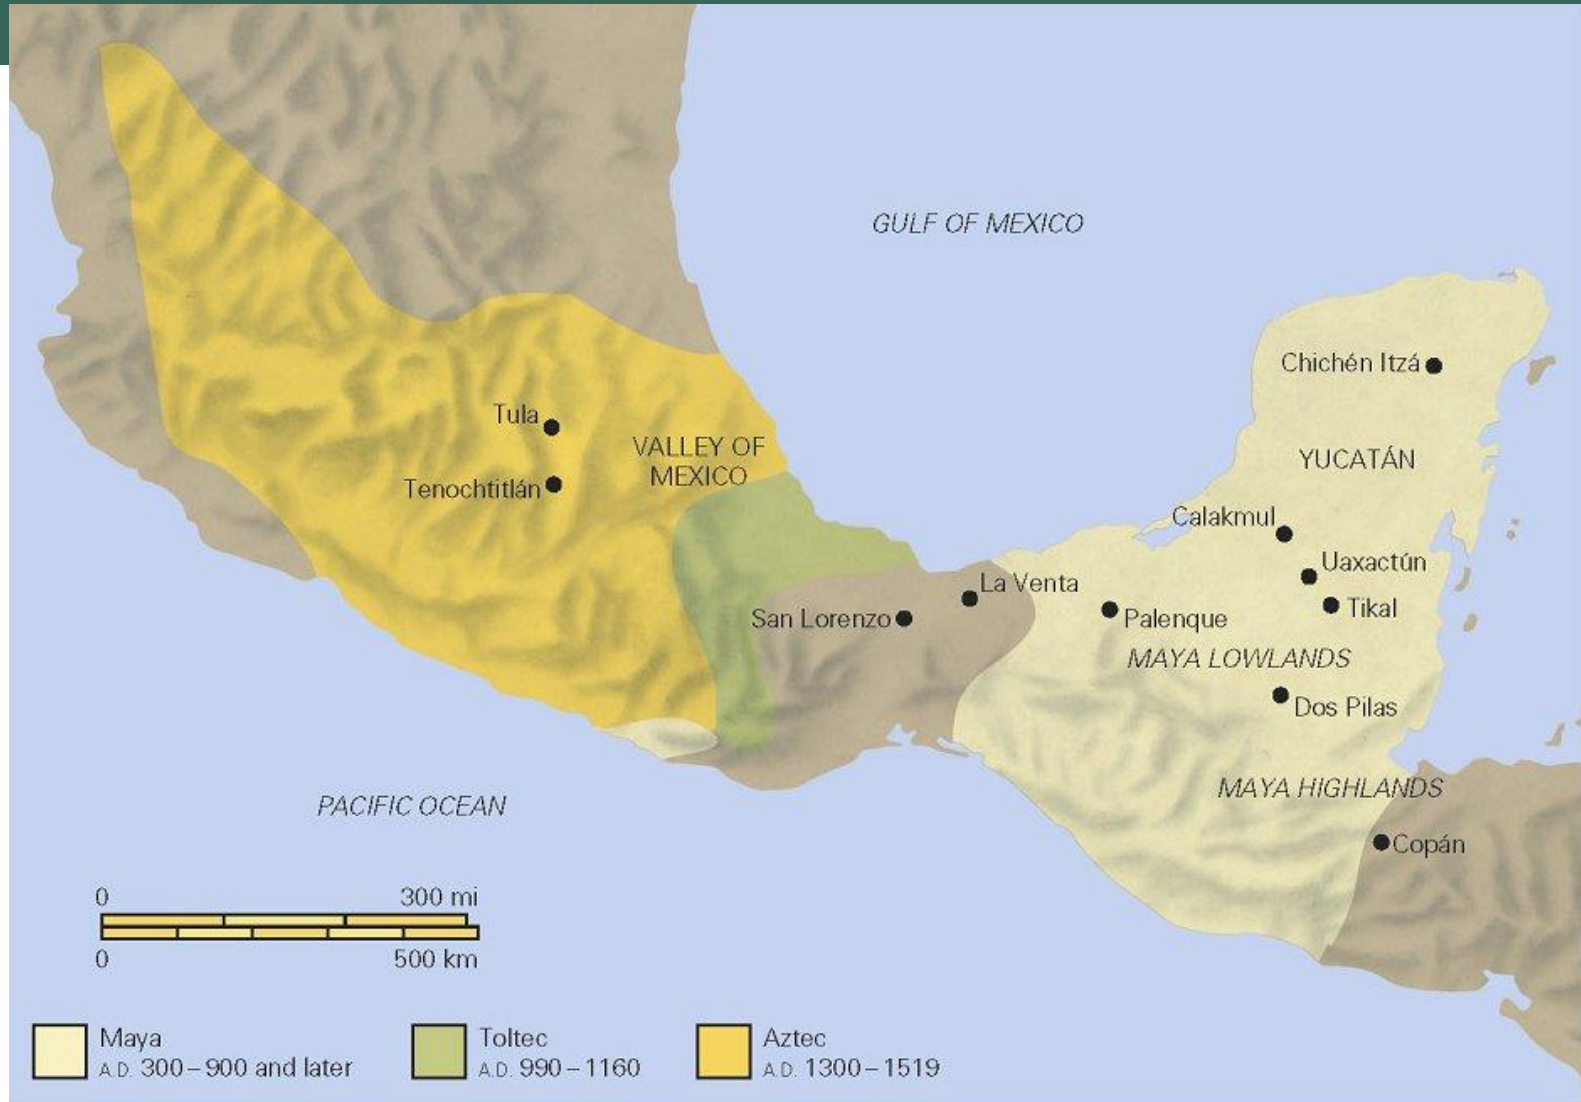 GULF OF MEXICO
Chichén Itzá
Tula
VALLEY OF
MEXICO
YUCATÁN
Tenochtitlán
Calakmul
Uaxactún
La Venta
San Lorenzo
Palenque
Tikal
MAYA LOWLANDS
Dos Pilas
MAYA HIGHLANDS
PACIFIC OCEAN
Copán
0 300 mi
0 500 km
Maya
A.D. 300–900 and later
Toltec
A.D. 990–1160
Aztec
A.D. 1300–1519